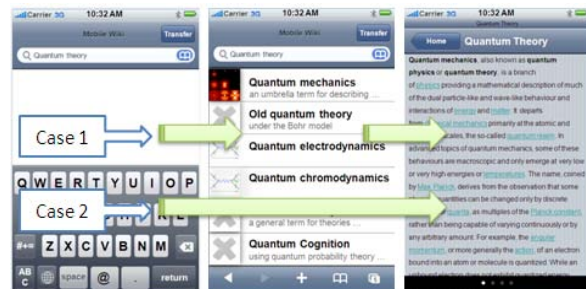 Carrier 3G 10:32 AM
Mobile Wiki Transfer
Quantum theory
Case 1
Q W E R T Y U I O P
Case 2
K L
#+= Z X C V B N M
ABC space @ . return
Carrier 3G 10:32 AM
Mobile Wiki Transfer
Quantum theory
Quantum mechanics
an umbrella term for describing ...
Old quantum theory
under the Bohr model
Quantum electrodynamics
Quantum chromodynamics
a general term for theories ...
Quantum Cognition
using quantum probability theory ...
Carrier 3G 10:32 AM
Quantum Theory
Home Quantum Theory
Quantum mechanics, also known as quantum
physics or quantum theory, is a branch
of physics providing a mathematical description of much
of the dual particle-like and wave-like behaviour and
interactions of energy and matter. It departs
from classical mechanics primarily at the atomic and
scales, the so-called quantum realm. In
advanced topics of quantum mechanics, some of these
behaviours are macroscopic and only emerge at very low
or very high energies or temperatures. The name, coined
by Max Planck, derives from the observation that some
quantities can be changed only by discrete
quanta, as multiples of the Planck constant
rather than being capable of varying continuously or by
any arbitrary amount. For example, the angular
momentum, or more generally the action, of an electron
bound into an atom or molecule is quantized. While an
unbound electron does not exhibit quantized energy